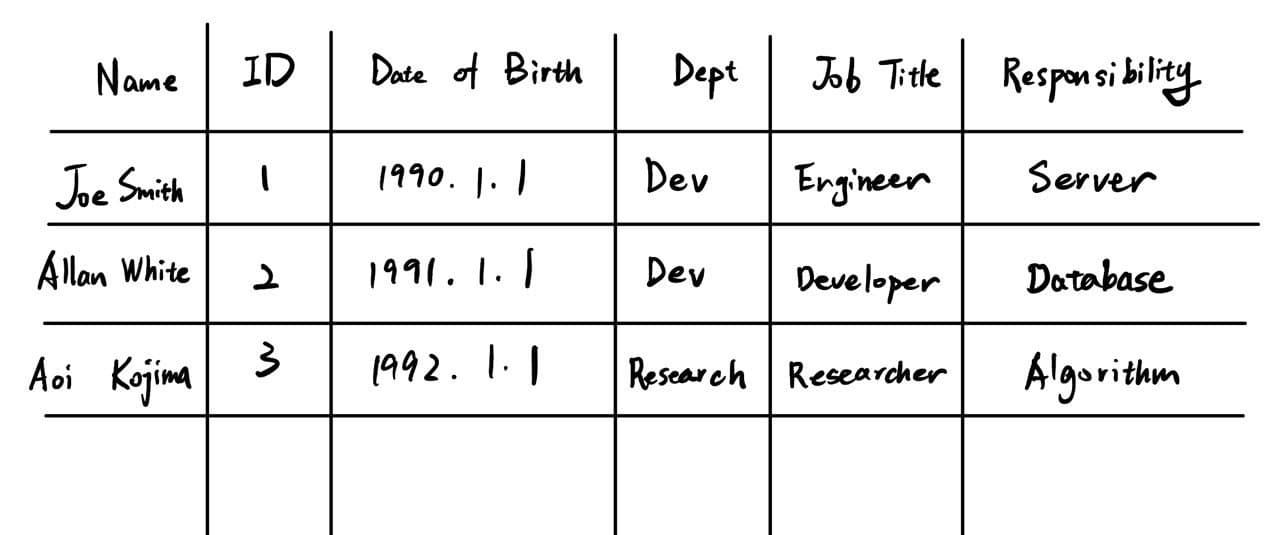 Name ID Date of Birth Dept Job Title Responsibility
Joe Smith 1 1990. 1. 1 Dev Engineer Server
Allan White 2 1991. 1. 1 Dev Developer Database
Aoi Kojima 3 1992. 1. 1 Research Researcher Algorithm